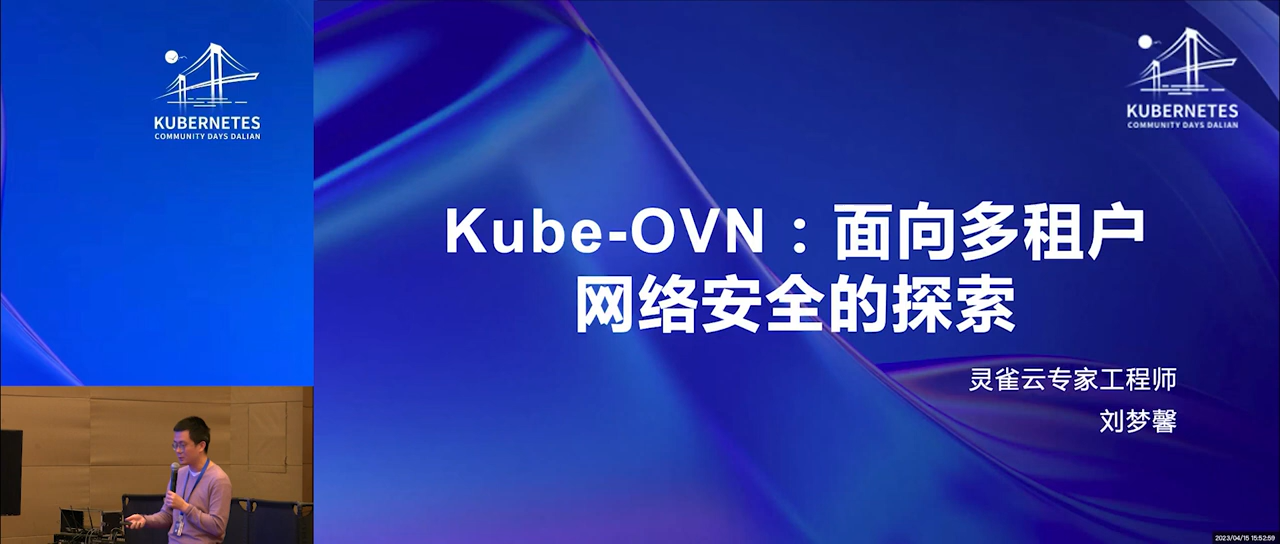 KUBERNETES
COMMUNITY DAYS DALIAN
KUBERNETES
COMMUNITY DAYS DALIAN
Kube-OVN：面向多租户
网络安全的探索
灵雀云专家工程师
刘梦馨
2023/04/15 15:52:59